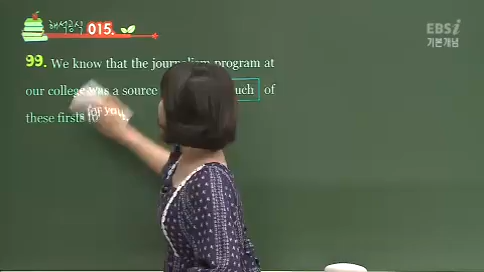 해석공식 015.
EBSi
기본개념
99. We know that the journalism program at
our college was a source of
these firsts for you.